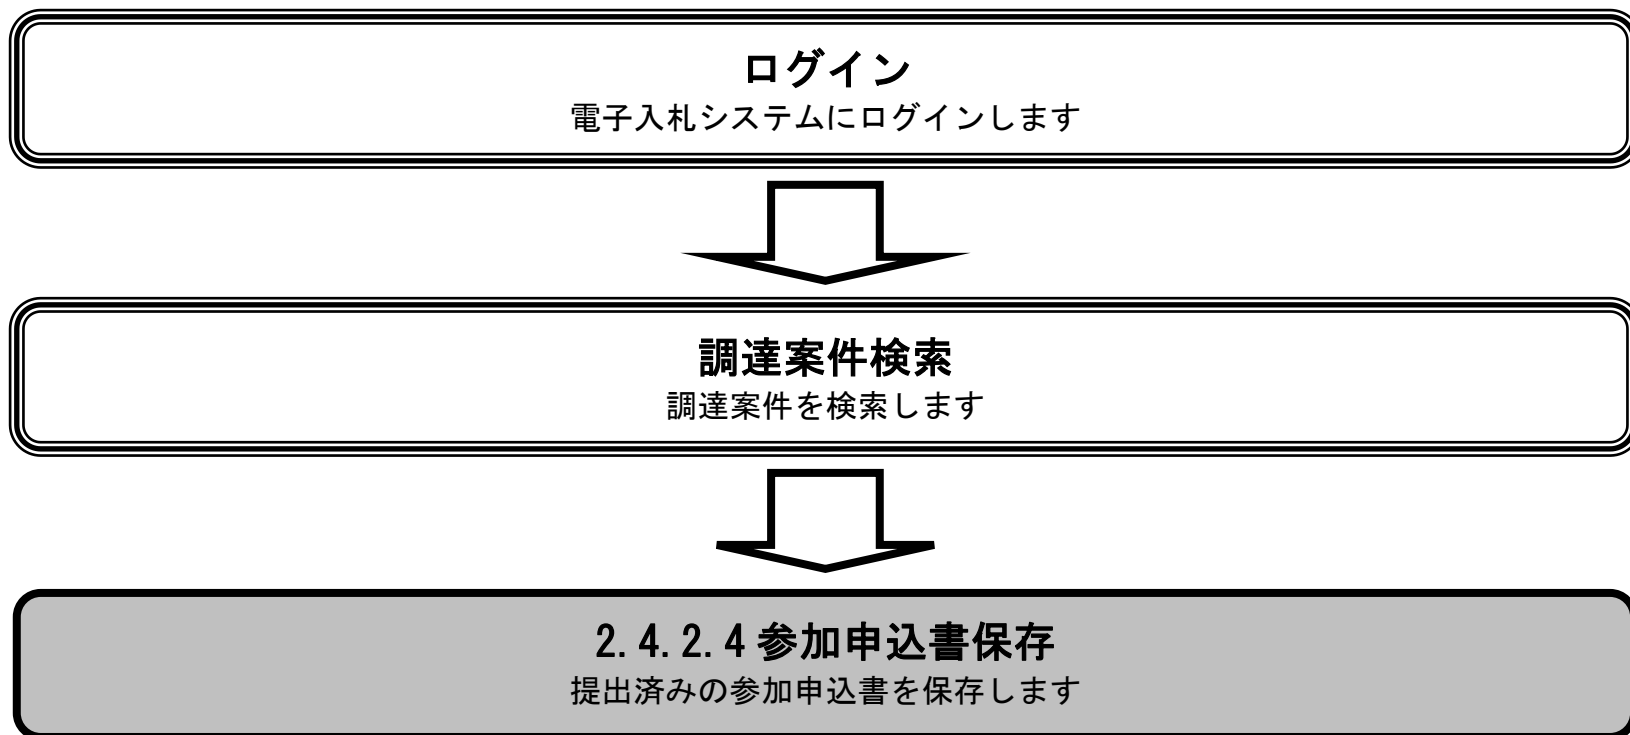 ログイン
電子入札システムにログインします
調達案件検索
調達案件を検索します
2.4.2.4 参加申込書保存
提出済みの参加申込書を保存します